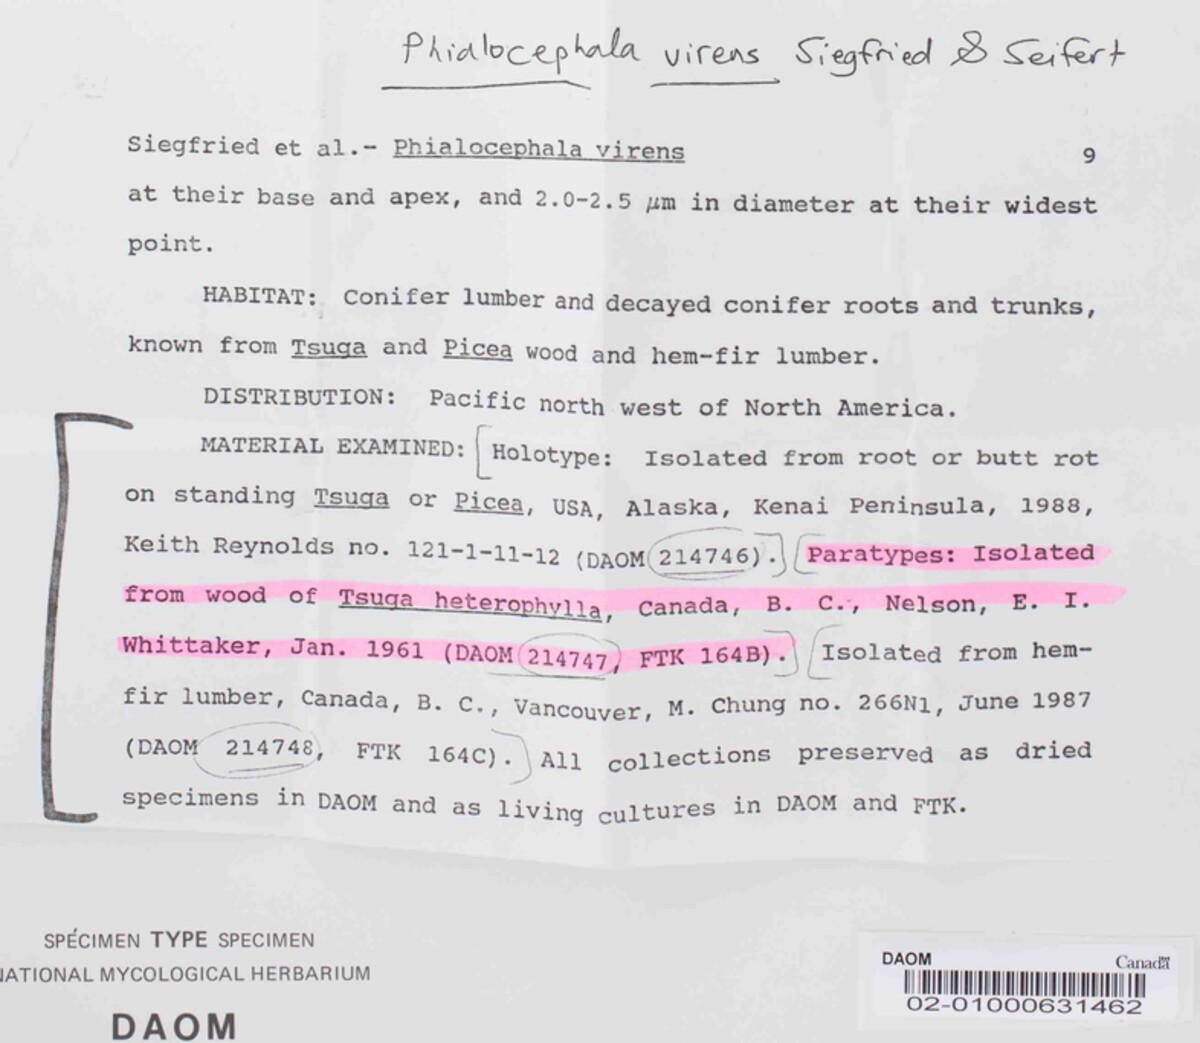 Phialocephala virens Siegfried & Seifert
Siegfried et al.- Phialocephala virens 9
at their base and apex, and 2.0-2.5 µm in diameter at their widest
point.
HABITAT: Conifer lumber and decayed conifer roots and trunks,
known from Tsuga and Picea wood and hem-fir lumber.
DISTRIBUTION: Pacific north west of North America.
MATERIAL EXAMINED: [Holotype: Isolated from root or butt rot
on standing Tsuga or Picea, USA, Alaska, Kenai Peninsula, 1988,
Keith Reynolds no. 121-1-11-12 (DAOM 214746).] [Paratypes: Isolated
from wood of Tsuga heterophylla, Canada, B. C., Nelson, E. I.
Whittaker, Jan. 1961 (DAOM 214747, FTK 164B).] [Isolated from hem-
fir lumber, Canada, B. C., Vancouver, M. Chung no. 266N1, June 1987
(DAOM 214748, FTK 164C).] All collections preserved as dried
specimens in DAOM and as living cultures in DAOM and FTK.
SPÉCIMEN TYPE SPECIMEN
NATIONAL MYCOLOGICAL HERBARIUM
DAOM
DAOM Canada
02-01000631462